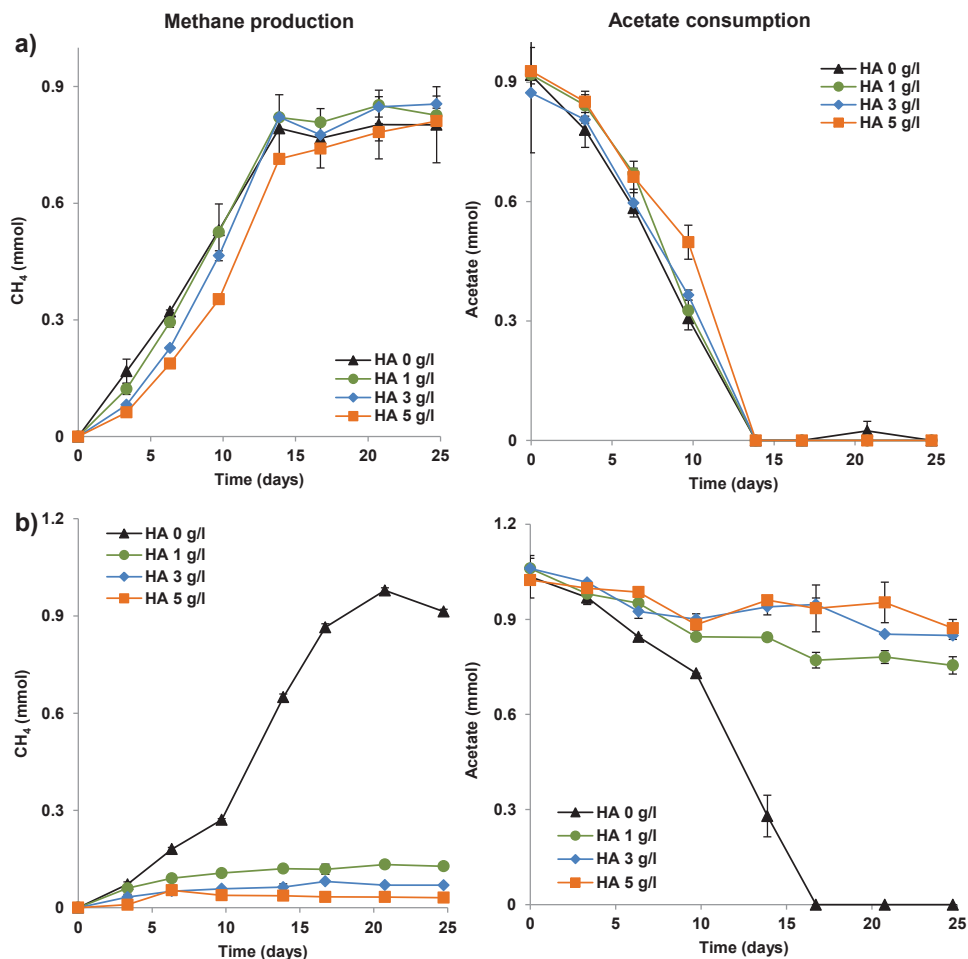 Methane production
Acetate consumption
a)
CH₄ (mmol)
0.9
0.6
0.3
0
0 5 10 15 20 25
Time (days)
HA 0 g/l
HA 1 g/l
HA 3 g/l
HA 5 g/l
Acetate (mmol)
0.9
0.6
0.3
0
0 5 10 15 20 25
Time (days)
HA 0 g/l
HA 1 g/l
HA 3 g/l
HA 5 g/l
b)
CH₄ (mmol)
1.2
0.9
0.6
0.3
0
0 5 10 15 20 25
Time (days)
HA 0 g/l
HA 1 g/l
HA 3 g/l
HA 5 g/l
Acetate (mmol)
1.2
0.9
0.6
0.3
0
0 5 10 15 20 25
Time (days)
HA 0 g/l
HA 1 g/l
HA 3 g/l
HA 5 g/l